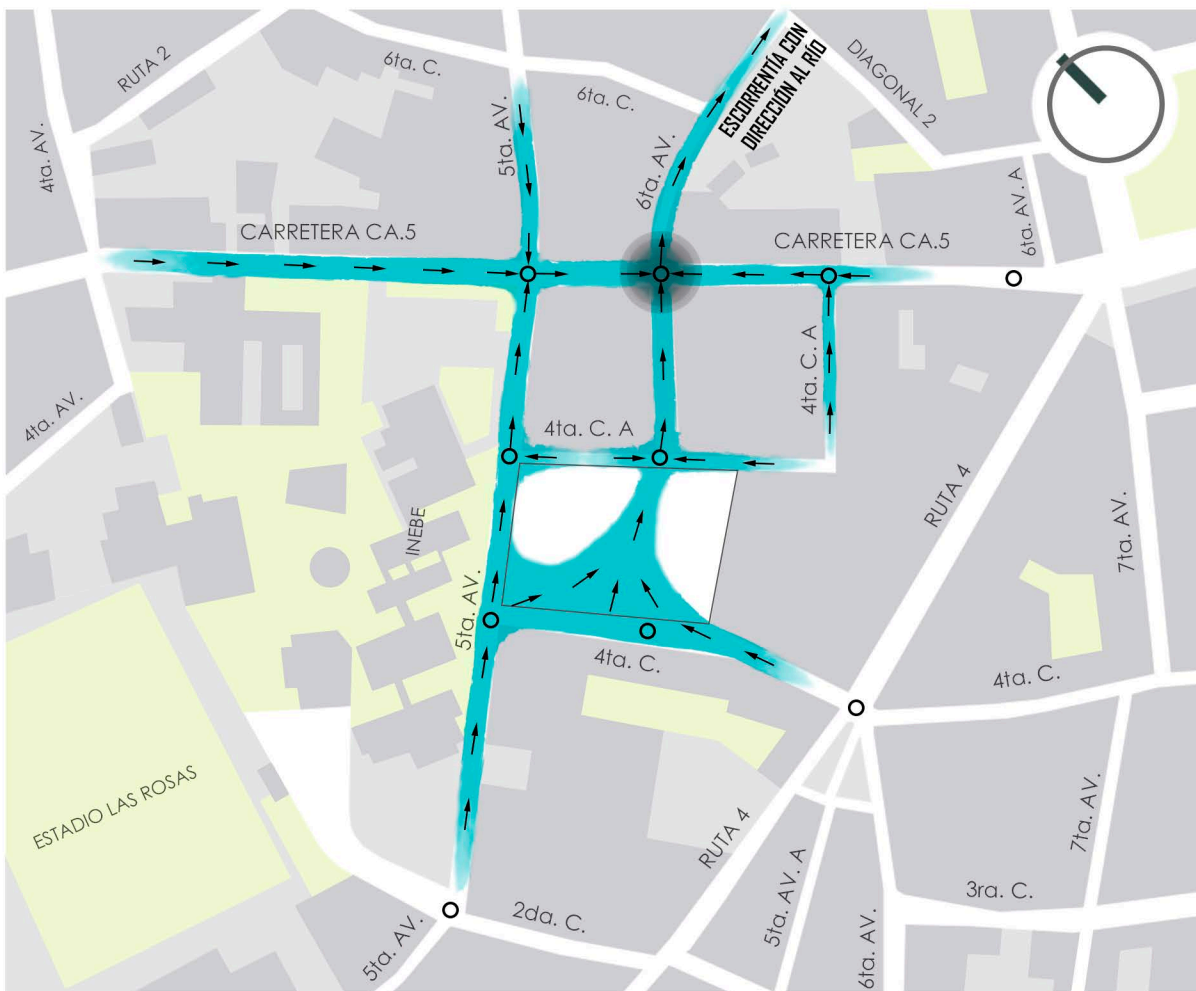 RUTA 2
6ta. C.
5ta. AV.
6ta. C.
ESCORRENTÍA CON
DIRECCIÓN AL RÍO
DIAGONAL 2
4ta. AV.
6ta. AV.
6ta. AV. A
CARRETERA CA.5
CARRETERA CA.5
4ta. AV.
4ta. C. A
4ta. C. A
RUTA 4
7ta. AV.
INEBE
5ta. AV.
4ta. C.
4ta. C.
ESTADIO LAS ROSAS
RUTA 4
7ta. AV.
5ta. AV. A
3ra. C.
2da. C.
5ta. AV.
6ta. AV.